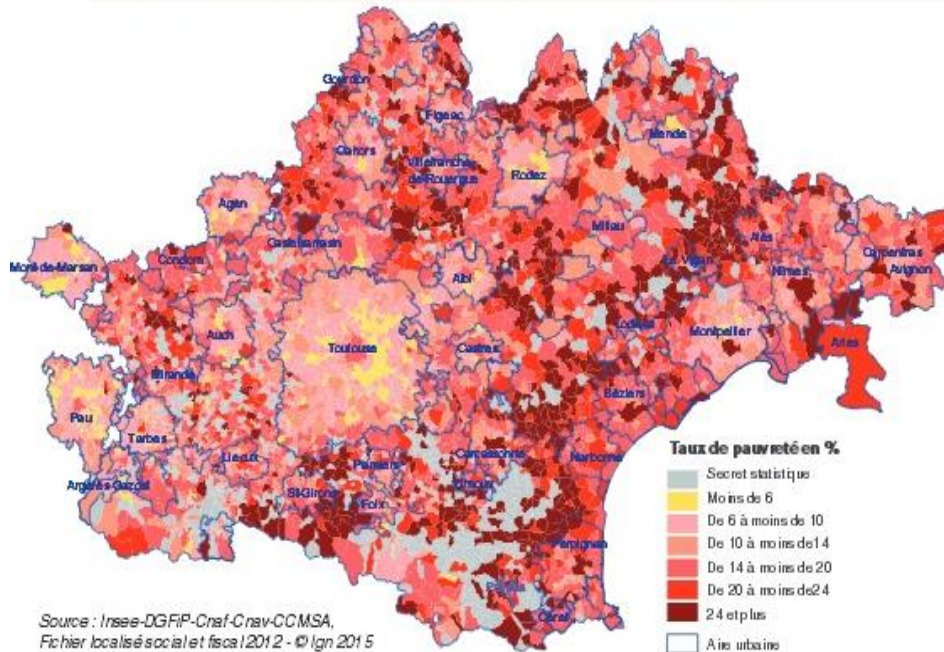 Gourdon
Figeac
Cahors
Mende
Villefranche-
de-Rouergue
Rodez
Agen
Millau
Castelsarrasin
Alès
Carpentras
Condom
Le Vigan
Mont-de-Marsan
Nîmes
Avignon
Albi
Lodève
Auch
Toulouse
Montpellier
Castres
Arles
Mirande
Béziers
Pau
Tarbes
Carcassonne
Narbonne
Pamiers
Argelès-Gazost
Limoux
St-Girons
Foix
Perpignan
Prades
Céret
Taux de pauvreté en %
Secret statistique
Moins de 6
De 6 à moins de 10
De 10 à moins de 14
De 14 à moins de 20
De 20 à moins de 24
24 et plus
Aire urbaine
Source : Insee-DGFiP-Cnaf-Cnav-CCMSA,
Fichier localisé social et fiscal 2012 - © Ign 2015